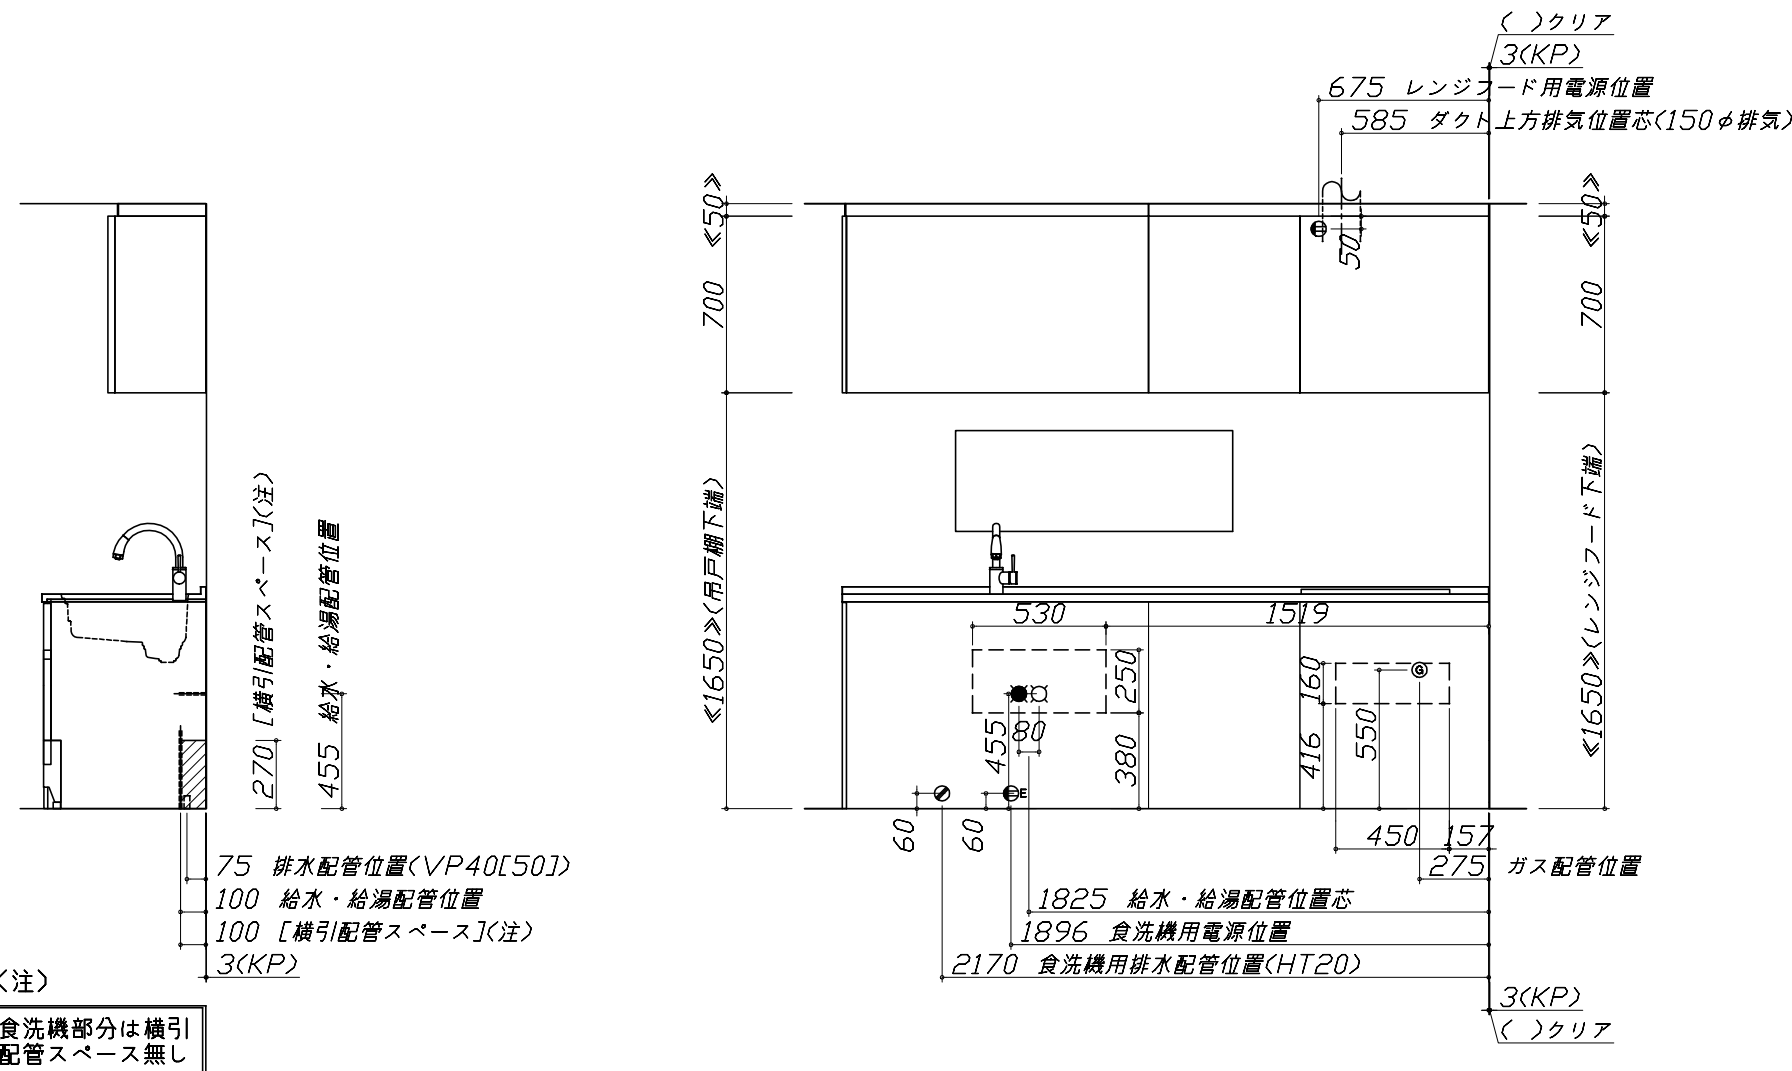 ( )クリア
3(KP)
675 レンジフード用電源位置
585 ダクト上方排気位置芯(150φ排気)
≪50≫
≪50≫
50
700
700
≪1650≫(吊戸棚下端)
≪1650≫(レンジフード下端)
270 [横引配管スペース](注)
455 給水・給湯配管位置
530
1519
250
380
455
80
160
416
550
G
E
60
60
450
157
275 ガス配管位置
75 排水配管位置(VP40[50])
100 給水・給湯配管位置
100 [横引配管スペース](注)
3(KP)
1825 給水・給湯配管位置芯
1896 食洗機用電源位置
2170 食洗機用排水配管位置(HT20)
3(KP)
( )クリア
(注)
食洗機部分は横引
配管スペース無し